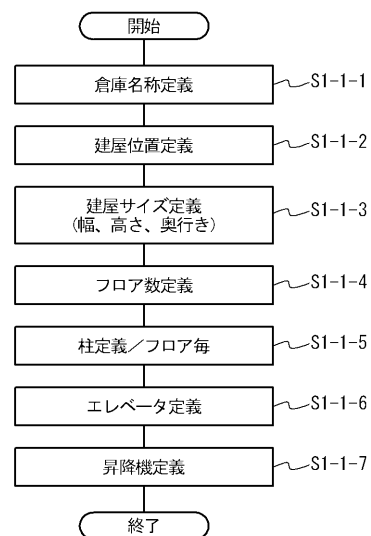 開始
倉庫名称定義
S1-1-1
建屋位置定義
S1-1-2
建屋サイズ定義
(幅、高さ、奥行き)
S1-1-3
フロア数定義
S1-1-4
柱定義／フロア毎
S1-1-5
エレベータ定義
S1-1-6
昇降機定義
S1-1-7
終了